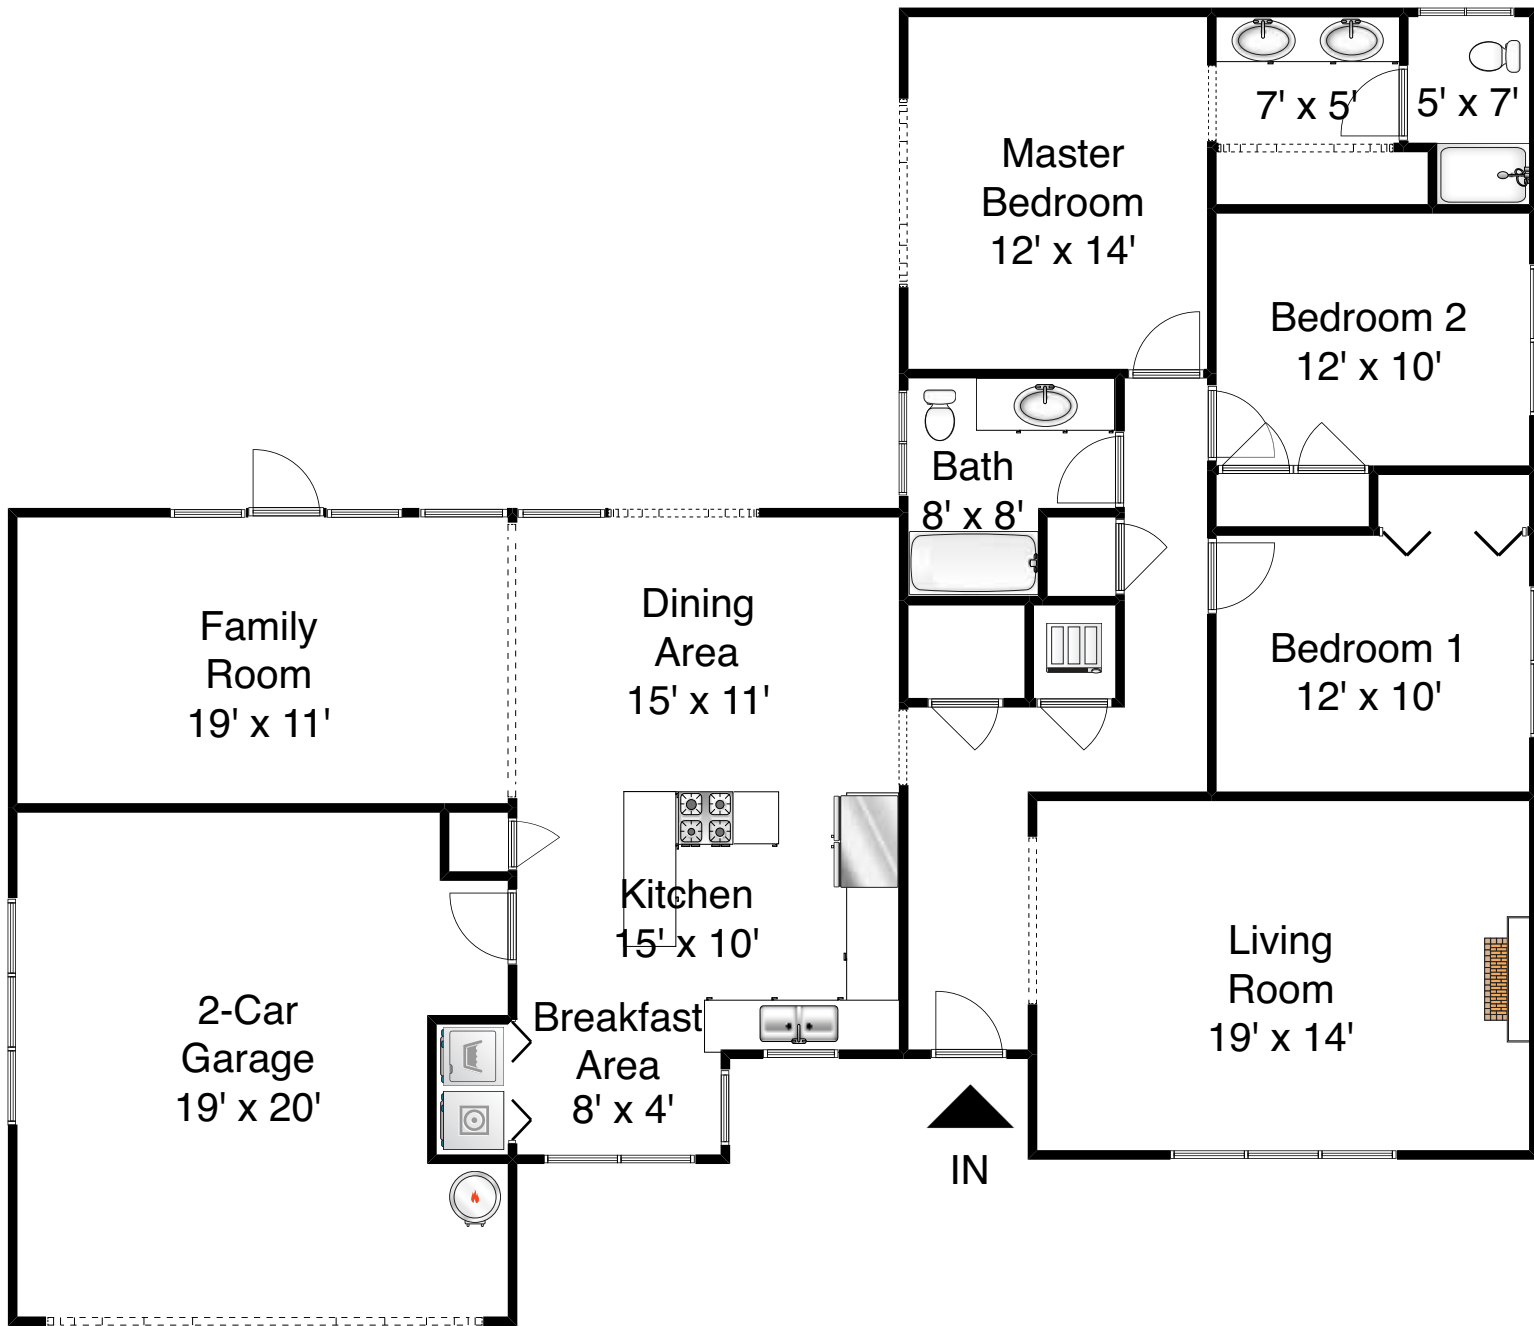 7' x 5'
5' x 7'
Master
Bedroom
12' x 14'
Bedroom 2
12' x 10'
Bath
8' x 8'
Family
Room
19' x 11'
Dining
Area
15' x 11'
Bedroom 1
12' x 10'
Kitchen
15' x 10'
Living
Room
19' x 14'
2-Car
Garage
19' x 20'
Breakfast
Area
8' x 4'
IN